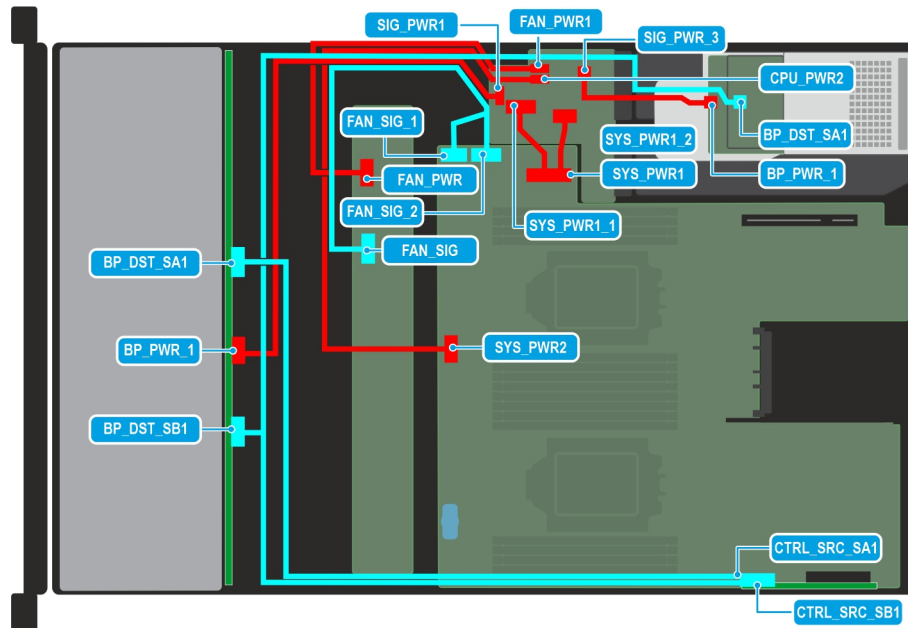 SIG_PWR1
FAN_PWR1
SIG_PWR_3
CPU_PWR2
FAN_SIG_1
BP_DST_SA1
SYS_PWR1_2
FAN_PWR
SYS_PWR1
BP_PWR_1
FAN_SIG_2
SYS_PWR1_1
FAN_SIG
BP_DST_SA1
BP_PWR_1
SYS_PWR2
BP_DST_SB1
CTRL_SRC_SA1
CTRL_SRC_SB1